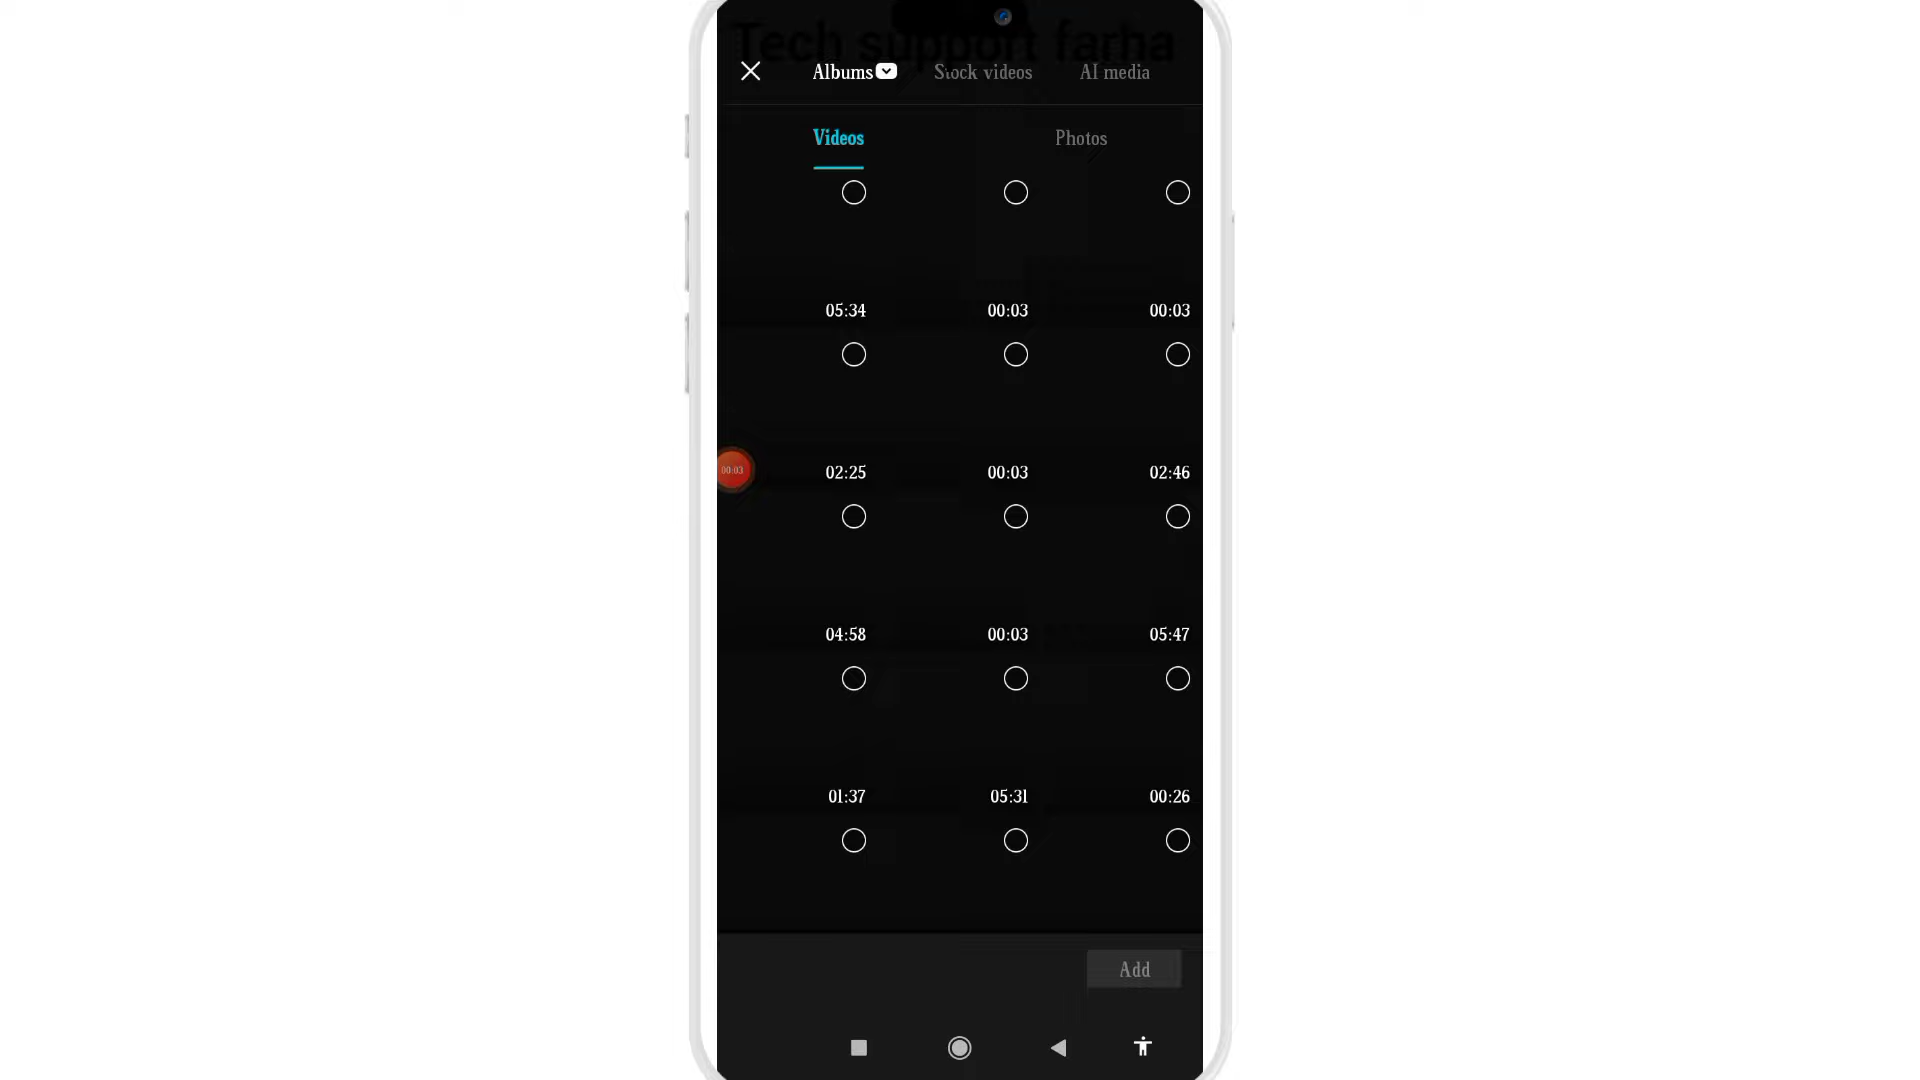 Tech support farha
Albums Stock videos AI media
Videos Photos
05:34 00:03 00:03
02:25 00:03 02:46
00:03
04:58 00:03 05:47
01:37 05:31 00:26
Add